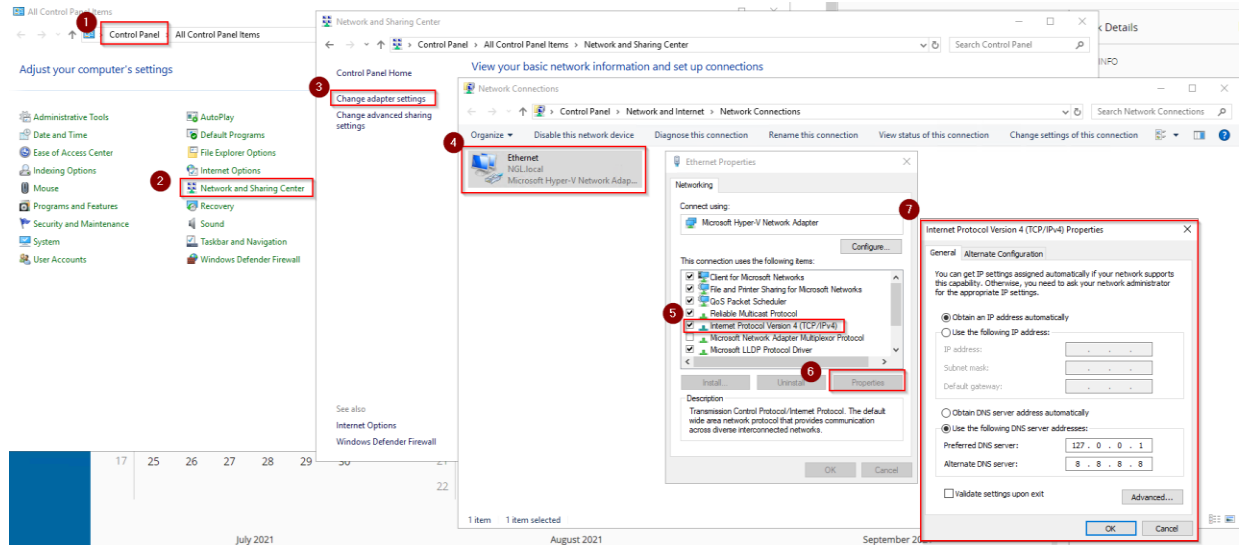 All Control Panel Items
1
Control Panel > All Control Panel Items
Adjust your computer's settings
Administrative Tools
AutoPlay
Date and Time
Default Programs
Ease of Access Center
File Explorer Options
Indexing Options
Internet Options
Mouse
2
Network and Sharing Center
Programs and Features
Recovery
Security and Maintenance
Sound
System
Taskbar and Navigation
User Accounts
Windows Defender Firewall
Network and Sharing Center
Control Panel > All Control Panel Items > Network and Sharing Center
Search Control Panel
Control Panel Home
View your basic network information and set up connections
3
Change adapter settings
Change advanced sharing
settings
See also
Internet Options
Windows Defender Firewall
Details
INFO
Network Connections
Control Panel > Network and Internet > Network Connections
Search Network Connections
Organize
Disable this network device
Diagnose this connection
Rename this connection
View status of this connection
Change settings of this connection
4
Ethernet
NGL.local
Microsoft Hyper-V Network Adap...
Ethernet Properties
Networking
Connect using:
Microsoft Hyper-V Network Adapter
Configure...
This connection uses the following items:
Client for Microsoft Networks
File and Printer Sharing for Microsoft Networks
QoS Packet Scheduler
Reliable Multicast Protocol
5
Internet Protocol Version 4 (TCP/IPv4)
Microsoft Network Adapter Multiplexor Protocol
Microsoft LLDP Protocol Driver
6
Install...
Uninstall
Properties
Description
Transmission Control Protocol/Internet Protocol. The default
wide area network protocol that provides communication
across diverse interconnected networks.
OK
Cancel
7
Internet Protocol Version 4 (TCP/IPv4) Properties
General
Alternate Configuration
You can get IP settings assigned automatically if your network supports
this capability. Otherwise, you need to ask your network administrator
for the appropriate IP settings.
Obtain an IP address automatically
Use the following IP address:
IP address:
Subnet mask:
Default gateway:
Obtain DNS server address automatically
Use the following DNS server addresses:
Preferred DNS server: 127 . 0 . 0 . 1
Alternate DNS server: 8 . 8 . 8 . 8
Validate settings upon exit
Advanced...
OK
Cancel
1 item
1 item selected
17 25 26 27 28 29 30
22
July 2021
August 2021
September